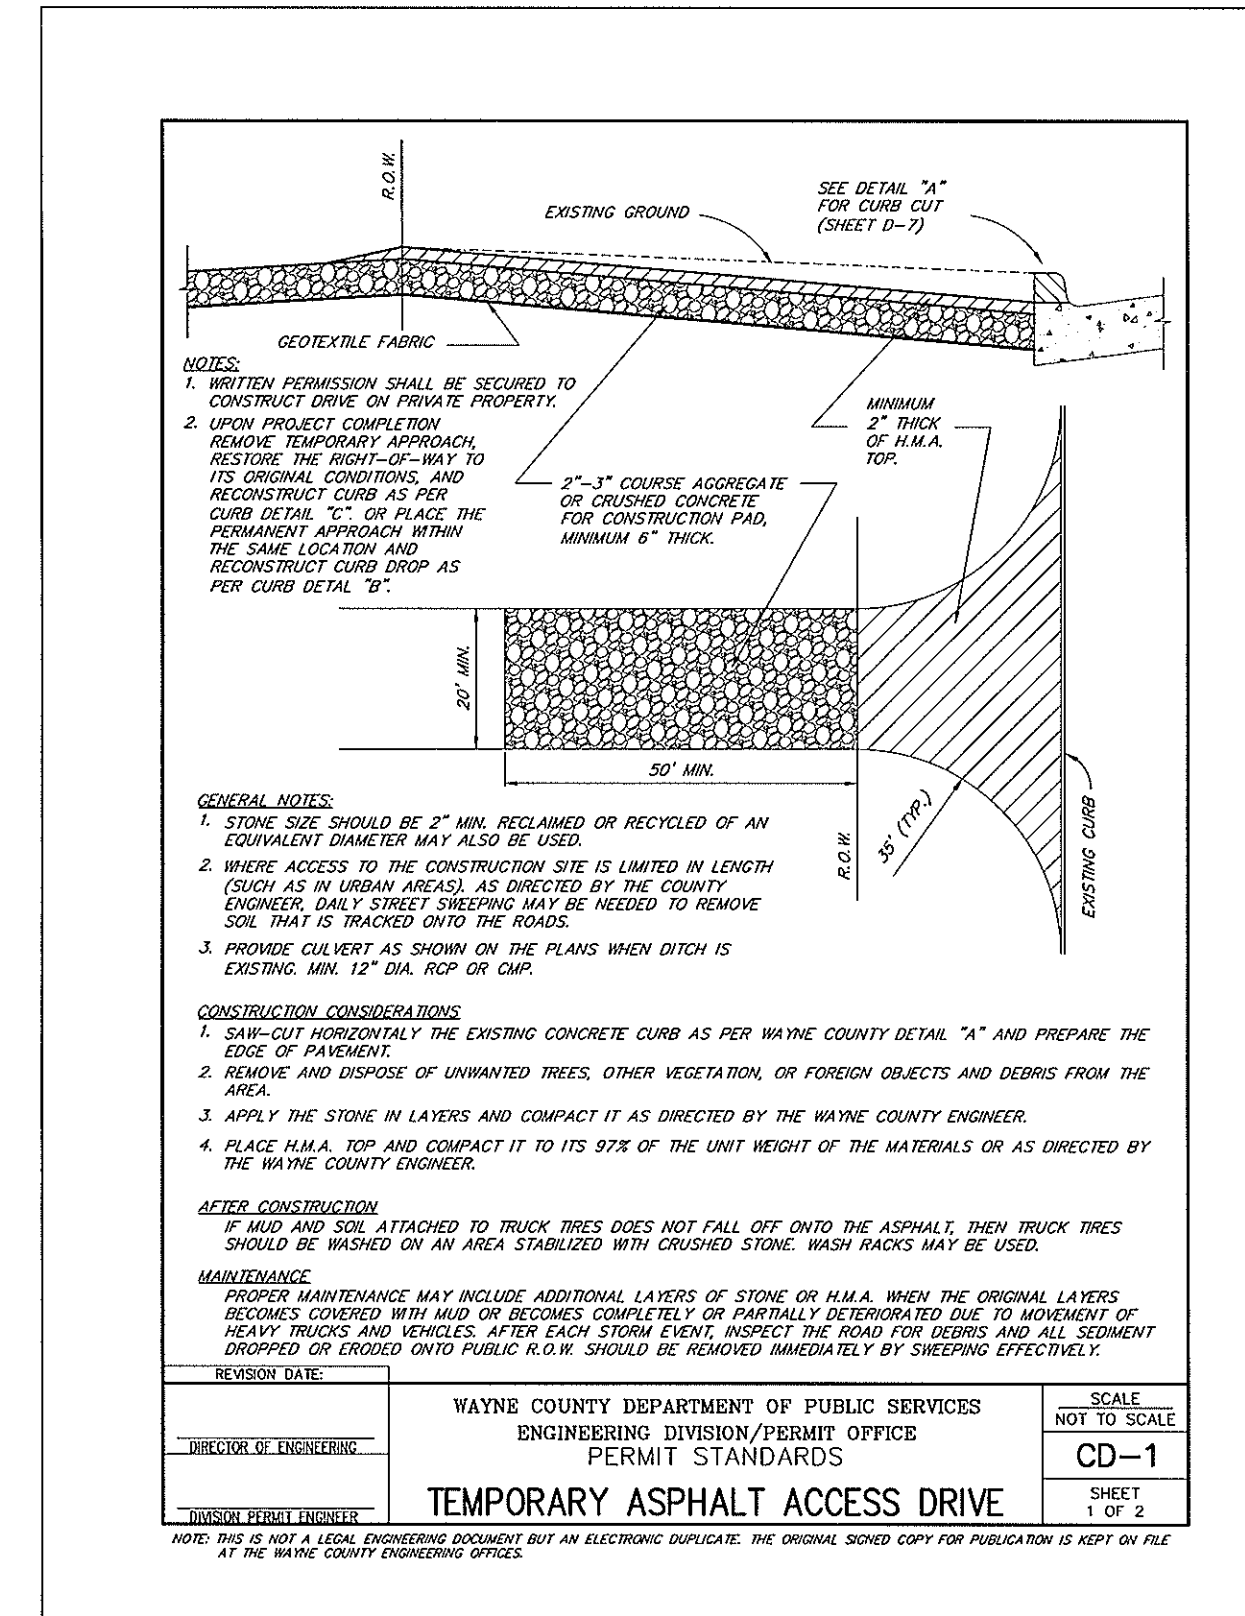 R.O.W.
EXISTING GROUND
SEE DETAIL "A"
FOR CURB CUT
(SHEET D-7)
GEOTEXTILE FABRIC
NOTES:
1. WRITTEN PERMISSION SHALL BE SECURED TO
CONSTRUCT DRIVE ON PRIVATE PROPERTY.
2. UPON PROJECT COMPLETION
REMOVE TEMPORARY APPROACH,
RESTORE THE RIGHT-OF-WAY TO
ITS ORIGINAL CONDITIONS, AND
RECONSTRUCT CURB AS PER
CURB DETAIL "C". OR PLACE THE
PERMANENT APPROACH WITHIN
THE SAME LOCATION AND
RECONSTRUCT CURB DROP AS
PER CURB DETAL "B".
MINIMUM
2" THICK
OF H.M.A.
TOP.
2"-3" COURSE AGGREGATE
OR CRUSHED CONCRETE
FOR CONSTRUCTION PAD,
MINIMUM 6" THICK.
20' MIN.
50' MIN.
R.O.W.
35' (TYP.)
EXISTING CURB
GENERAL NOTES:
1. STONE SIZE SHOULD BE 2" MIN. RECLAIMED OR RECYCLED OF AN
EQUIVALENT DIAMETER MAY ALSO BE USED.
2. WHERE ACCESS TO THE CONSTRUCTION SITE IS LIMITED IN LENGTH
(SUCH AS IN URBAN AREAS). AS DIRECTED BY THE COUNTY
ENGINEER, DAILY STREET SWEEPING MAY BE NEEDED TO REMOVE
SOIL THAT IS TRACKED ONTO THE ROADS.
3. PROVIDE CULVERT AS SHOWN ON THE PLANS WHEN DITCH IS
EXISTING. MIN. 12" DIA. RCP OR CMP.
CONSTRUCTION CONSIDERATIONS
1. SAW-CUT HORIZONTALY THE EXISTING CONCRETE CURB AS PER WAYNE COUNTY DETAIL "A" AND PREPARE THE
EDGE OF PAVEMENT.
2. REMOVE AND DISPOSE OF UNWANTED TREES, OTHER VEGETATION, OR FOREIGN OBJECTS AND DEBRIS FROM THE
AREA.
3. APPLY THE STONE IN LAYERS AND COMPACT IT AS DIRECTED BY THE WAYNE COUNTY ENGINEER.
4. PLACE H.M.A. TOP AND COMPACT IT TO ITS 97% OF THE UNIT WEIGHT OF THE MATERIALS OR AS DIRECTED BY
THE WAYNE COUNTY ENGINEER.
AFTER CONSTRUCTION
IF MUD AND SOIL ATTACHED TO TRUCK TIRES DOES NOT FALL OFF ONTO THE ASPHALT, THEN TRUCK TIRES
SHOULD BE WASHED ON AN AREA STABILIZED WITH CRUSHED STONE. WASH RACKS MAY BE USED.
MAINTENANCE
PROPER MAINTENANCE MAY INCLUDE ADDITIONAL LAYERS OF STONE OR H.M.A. WHEN THE ORIGINAL LAYERS
BECOMES COVERED WITH MUD OR BECOMES COMPLETELY OR PARTIALLY DETERIORATED DUE TO MOVEMENT OF
HEAVY TRUCKS AND VEHICLES. AFTER EACH STORM EVENT, INSPECT THE ROAD FOR DEBRIS AND ALL SEDIMENT
DROPPED OR ERODED ONTO PUBLIC R.O.W. SHOULD BE REMOVED IMMEDIATELY BY SWEEPING EFFECTIVELY.
REVISION DATE:
DIRECTOR OF ENGINEERING
DIVISION PERMIT ENGINEER
WAYNE COUNTY DEPARTMENT OF PUBLIC SERVICES
ENGINEERING DIVISION/PERMIT OFFICE
PERMIT STANDARDS
TEMPORARY ASPHALT ACCESS DRIVE
SCALE
NOT TO SCALE
CD-1
SHEET
1 OF 2
NOTE: THIS IS NOT A LEGAL ENGINEERING DOCUMENT BUT AN ELECTRONIC DUPLICATE. THE ORIGINAL SIGNED COPY FOR PUBLICATION IS KEPT ON FILE
AT THE WAYNE COUNTY ENGINEERING OFFICES.